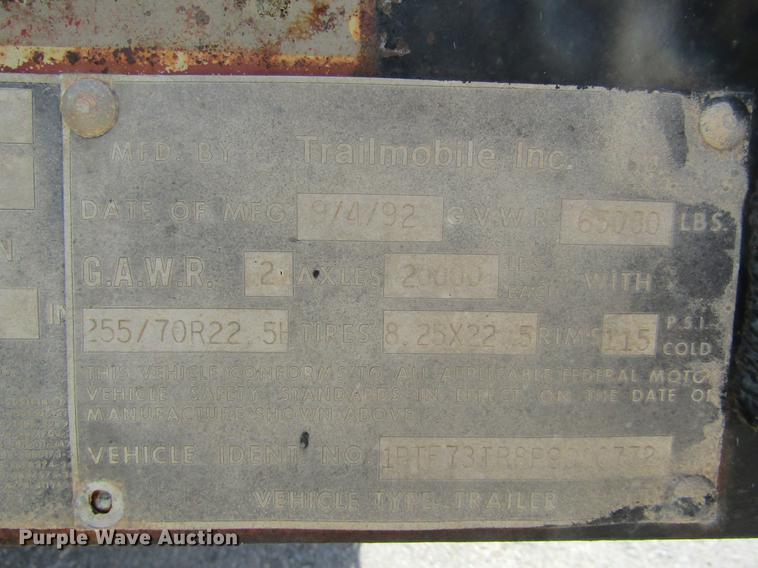 MFD. BY Trailmobile Inc.
DATE OF MFG 9/4/92 G.V.W.R. 65000 LBS.
G.A.W.R. 2 AXLES 20000 LB. EACH WITH
255/70R22.5H TIRES 8.25X22.5 RIMS 115 P.S.I. COLD
THIS VEHICLE CONFORMS TO ALL APPLICABLE FEDERAL MOTOR
VEHICLE SAFETY STANDARDS IN EFFECT ON THE DATE OF
MANUFACTURE SHOWN ABOVE
VEHICLE IDENT NO.
VEHICLE TYPE-TRAILER
Purple Wave Auction